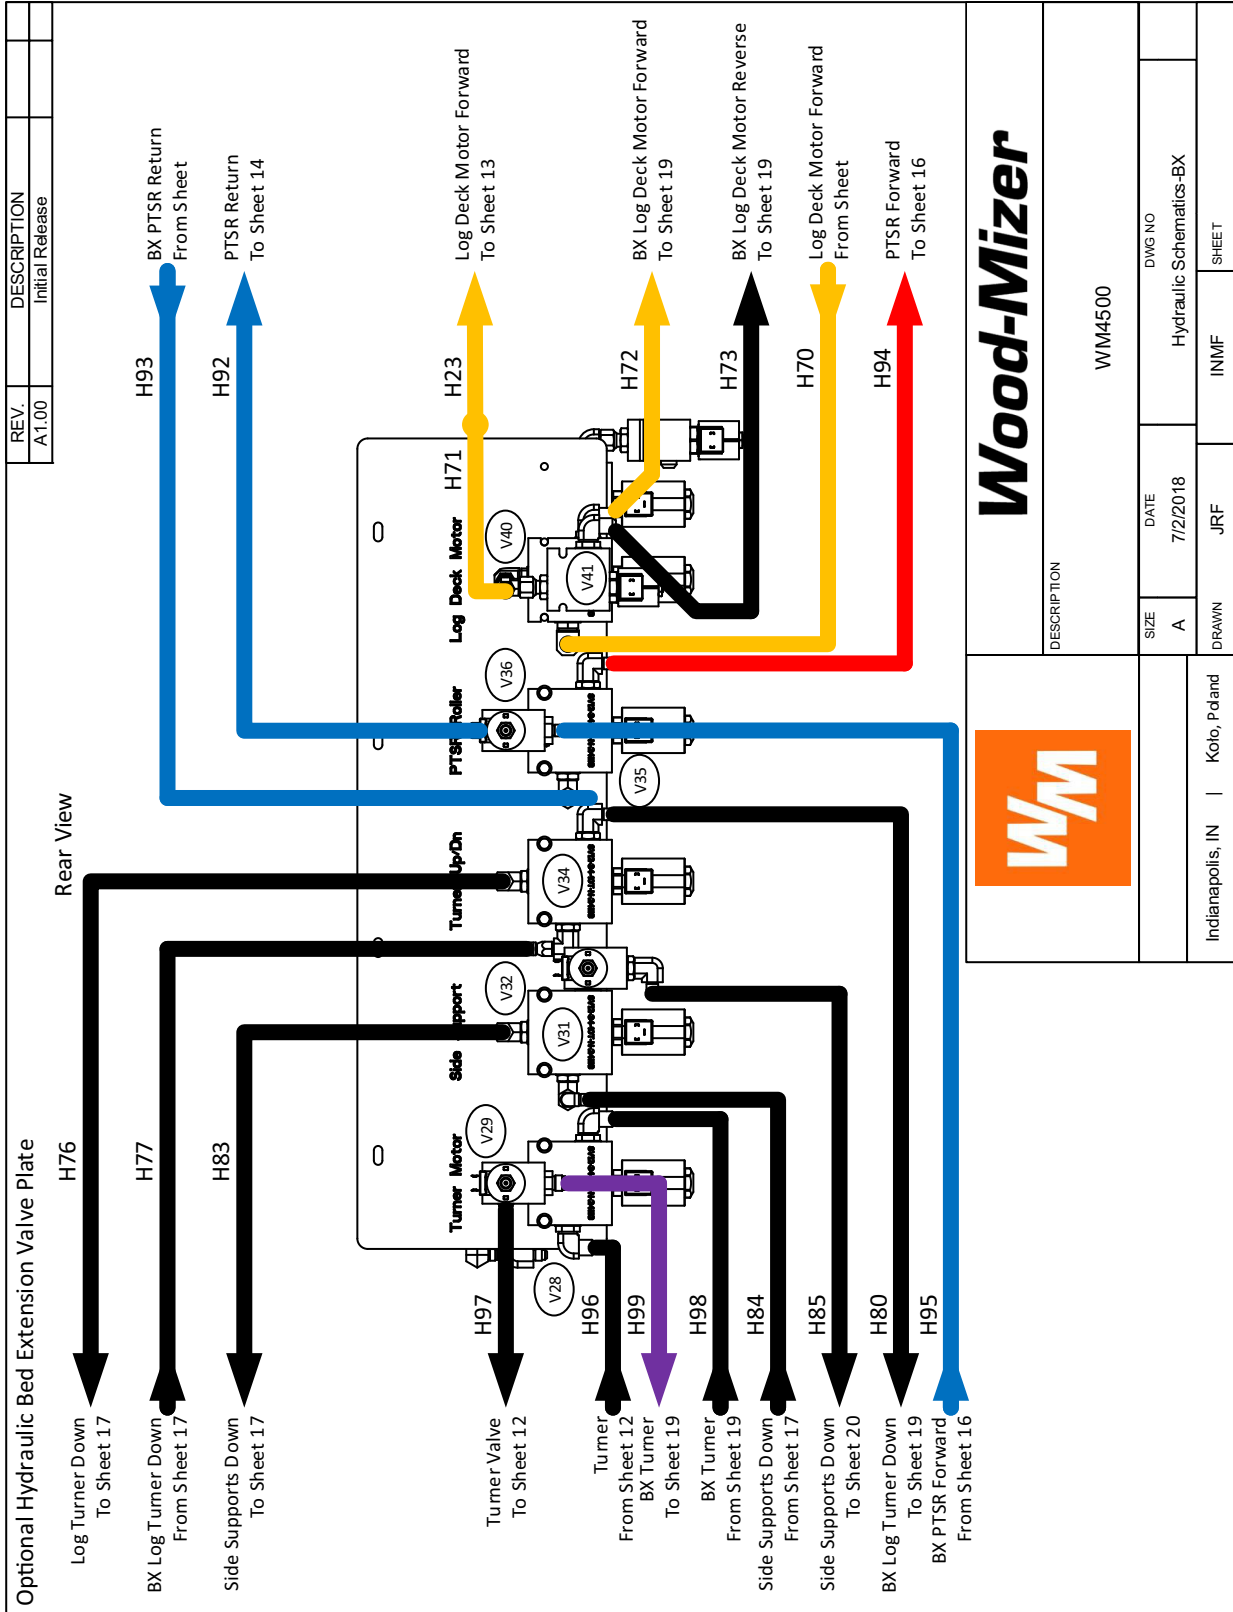 Optional Hydraulic Bed Extension Valve Plate
REV.
DESCRIPTION
A1.00
Initial Release
Rear View
Log Turner Down
To Sheet 17
H76
BX Log Turner Down
From Sheet 17
H77
Side Supports Down
To Sheet 17
H83
H93
BX PTSR Return
From Sheet
H92
PTSR Return
To Sheet 14
Turner Motor
Side
pport
Turne
Up/Dn
PTSR
Roller
Log Deck Motor
V29
V32
V36
V40
V28
V31
V34
V35
V41
H71
H23
Log Deck Motor Forward
To Sheet 13
H72
BX Log Deck Motor Forward
To Sheet 19
H73
BX Log Deck Motor Reverse
To Sheet 19
H70
Log Deck Motor Forward
From Sheet
H94
PTSR Forward
To Sheet 16
Turner Valve
To Sheet 12
H97
Turner
From Sheet 12
H96
BX Turner
To Sheet 19
H99
BX Turner
From Sheet 19
H98
Side Supports Down
From Sheet 17
H84
Side Supports Down
To Sheet 20
H85
BX Log Turner Down
To Sheet 19
H80
BX PTSR Forward
From Sheet 16
H95
WM
Wood-Mizer
Indianapolis, IN | Koło, Poland
DESCRIPTION
WM4500
SIZE
A
DATE
7/2/2018
DWG NO
Hydraulic Schematics-BX
DRAWN
JRF
INMF
SHEET